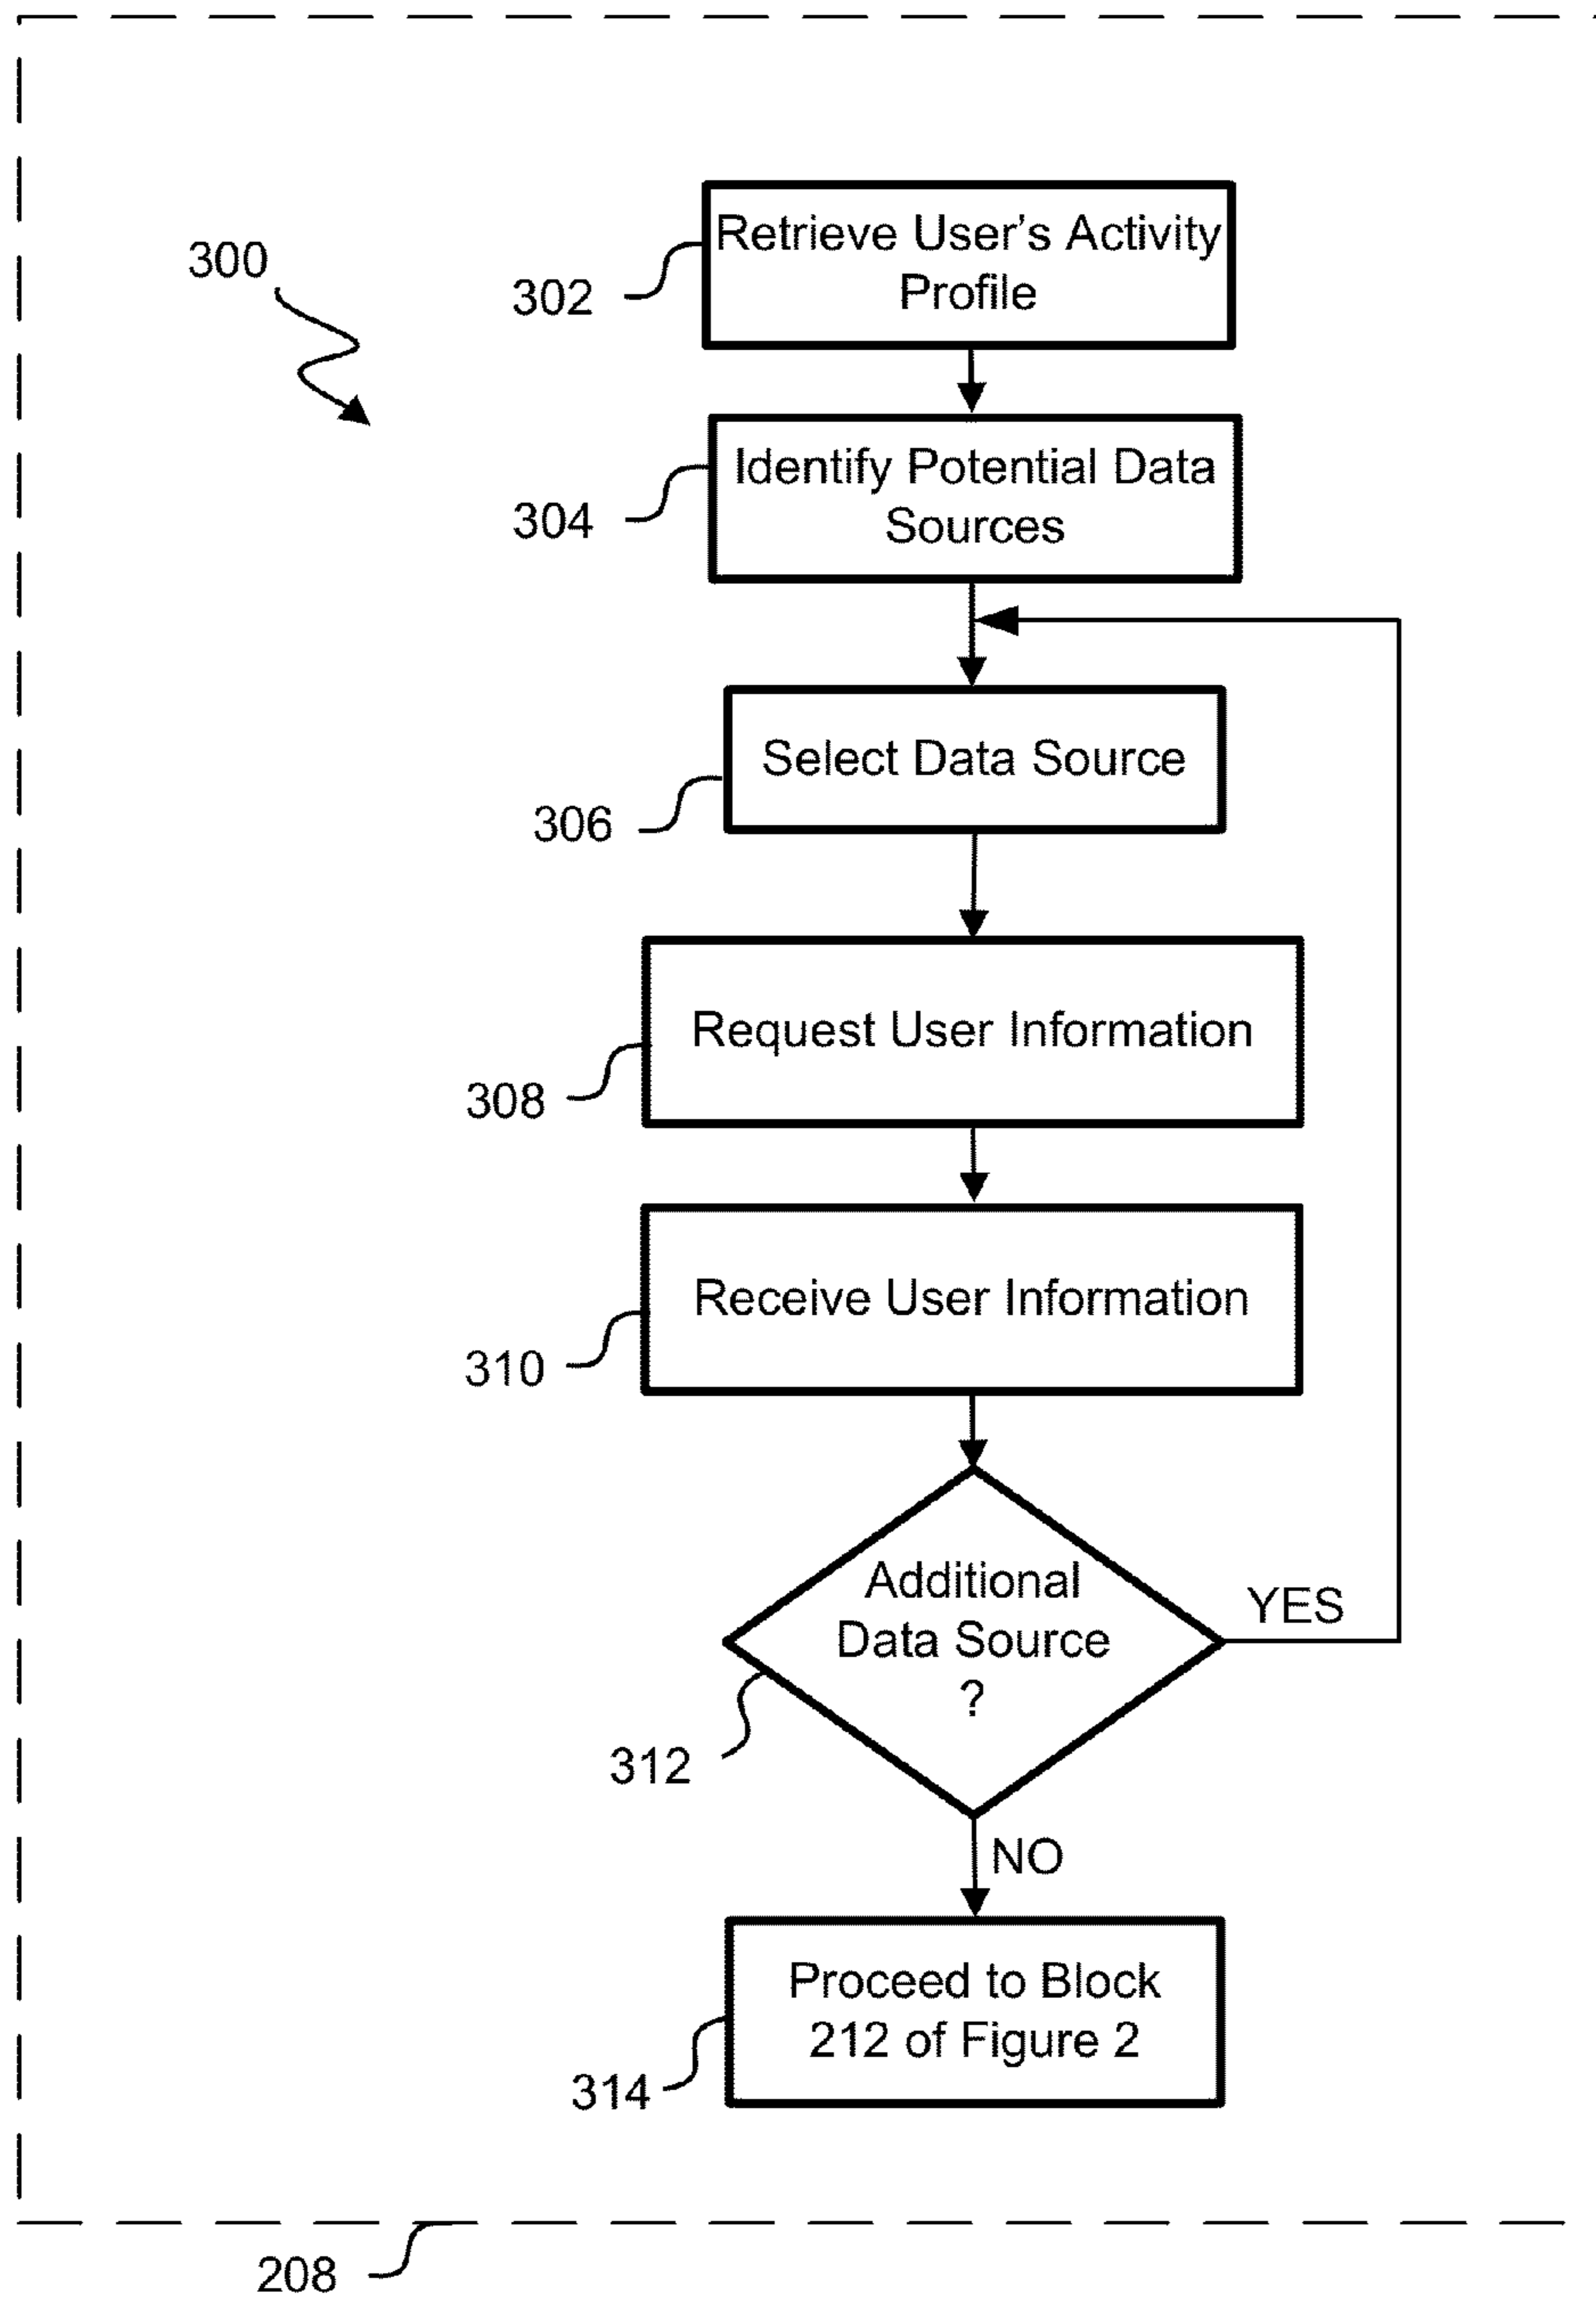 300
302
Retrieve User's Activity
Profile
304
Identify Potential Data
Sources
306
Select Data Source
308
Request User Information
310
Receive User Information
312
Additional
Data Source
?
YES
NO
314
Proceed to Block
212 of Figure 2
208